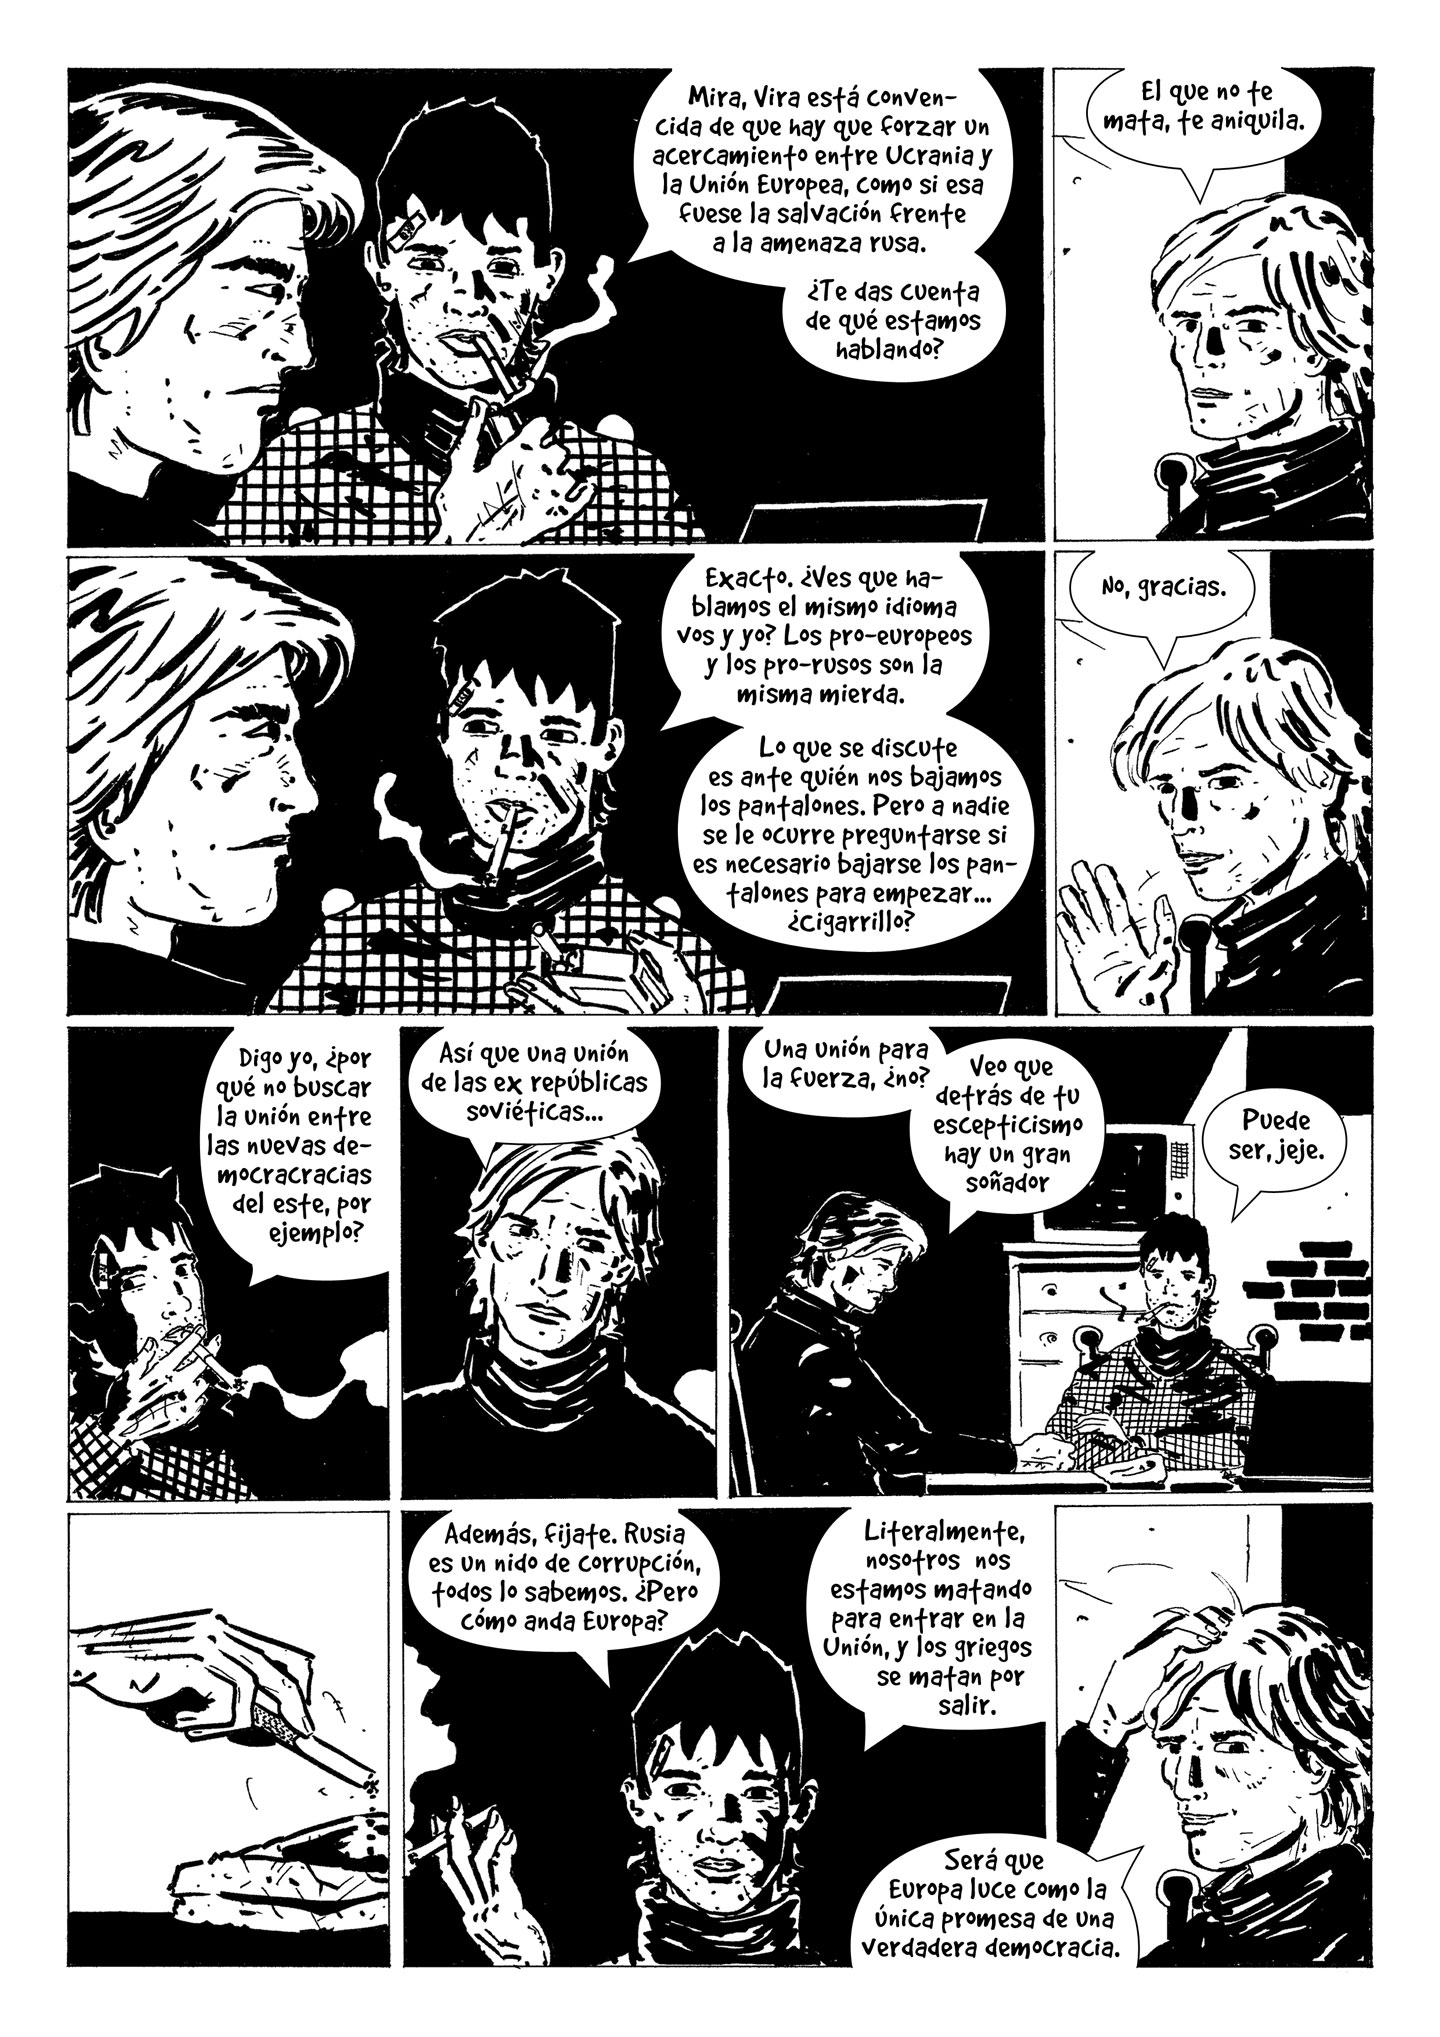 Mira, Vira está conven-
cida de que hay que forzar un
acercamiento entre Ucrania y
la Unión Europea, como si esa
fuese la salvación frente
a la amenaza rusa.
¿Te das cuenta
de qué estamos
hablando?
El que no te
mata, te aniquila.
Exacto. ¿Ves que ha-
blamos el mismo idioma
vos y yo? Los pro-europeos
y los pro-rusos son la
misma mierda.
Lo que se discute
es ante quién nos bajamos
los pantalones. Pero a nadie
se le ocurre preguntarse si
es necesario bajarse los pan-
talones para empezar...
¿Cigarrillo?
No, gracias.
Digo yo, ¿por
qué no buscar
la unión entre
las nuevas de-
mocracracias
del este, por
ejemplo?
Así que una unión
de las ex repúblicas
soviéticas...
Una unión para
la fuerza, ¿no?
Veo que
detrás de tu
escepticismo
hay un gran
soñador
Puede
ser, jeje.
Además, fijate. Rusia
es un nido de corrupción,
todos lo sabemos. ¿Pero
cómo anda Europa?
Literalmente,
nosotros nos
estamos matando
para entrar en la
Unión, y los griegos
se matan por
salir.
Será que
Europa luce como la
única promesa de una
verdadera democracia.